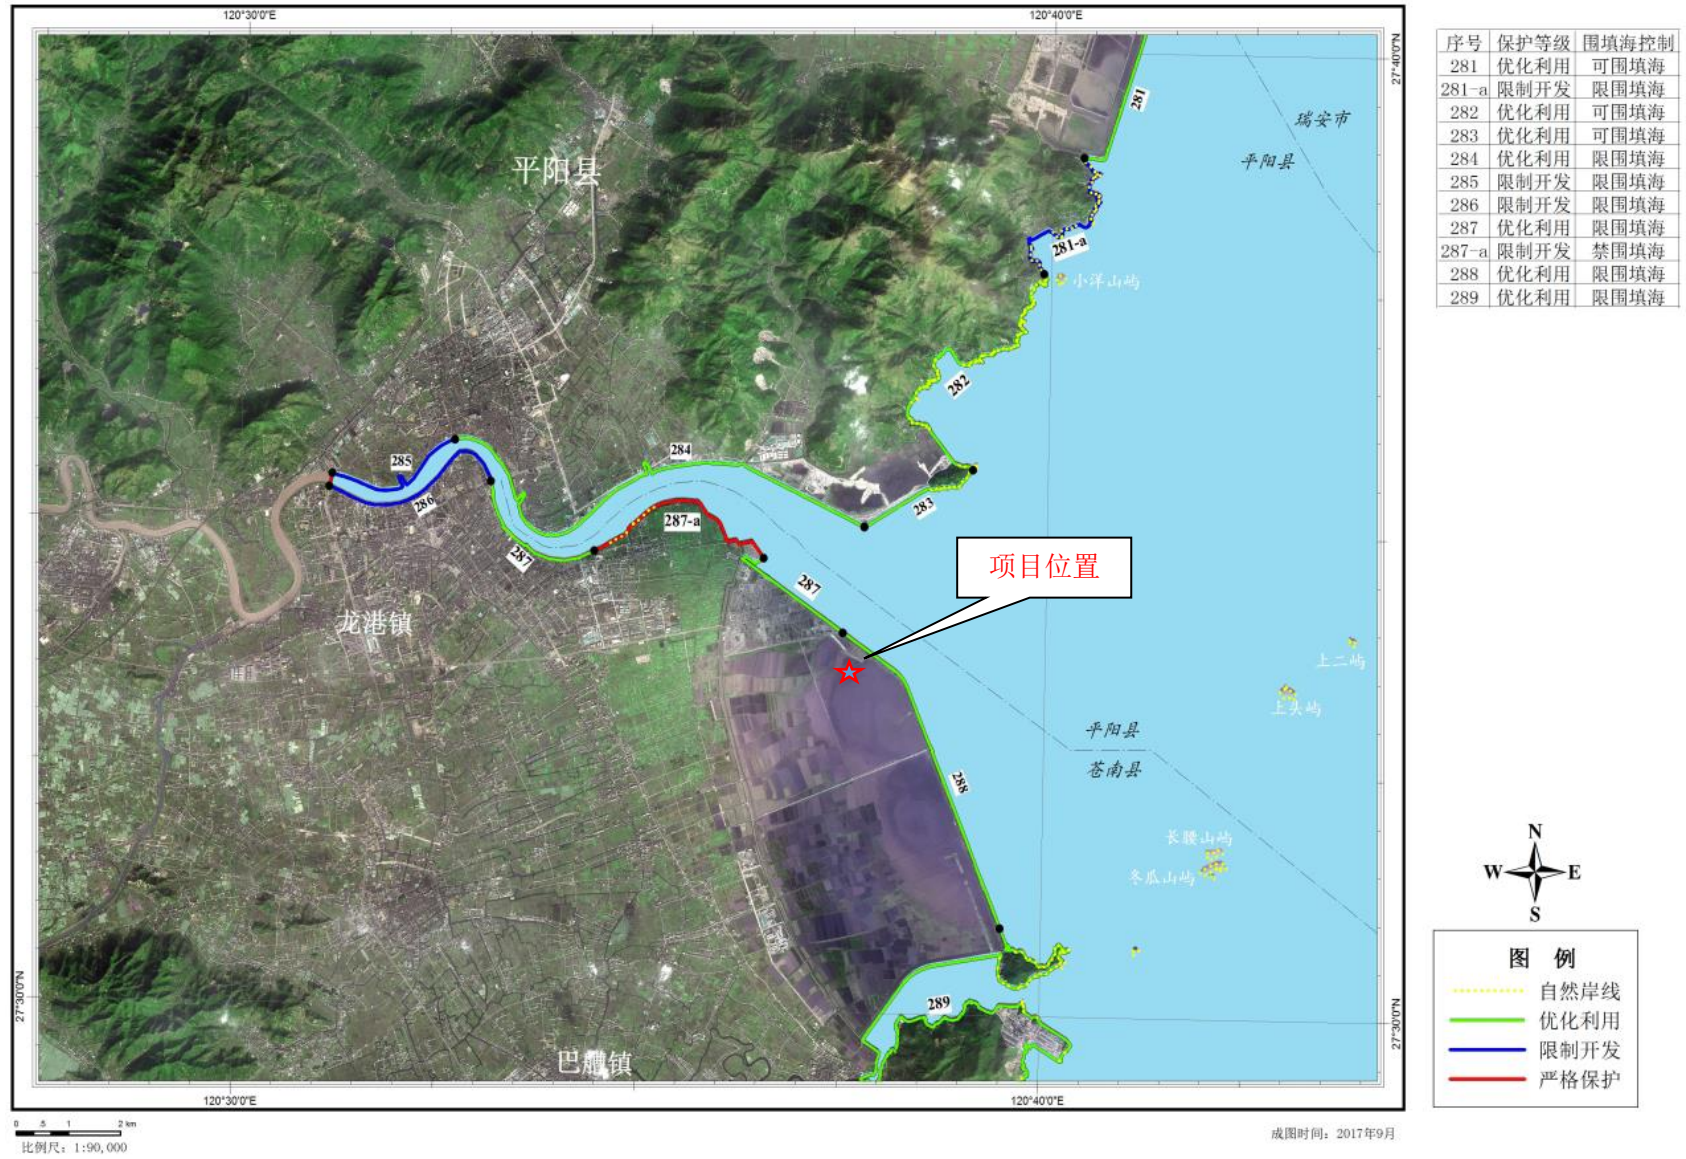 120°30'0"E
120°40'0"E
27°40'0"N
序号 保护等级 围填海控制
281 优化利用 可围填海
281-a 限制开发 限围填海
282 优化利用 可围填海
283 优化利用 可围填海
284 优化利用 限围填海
285 限制开发 限围填海
286 限制开发 限围填海
287 优化利用 限围填海
287-a 限制开发 禁围填海
288 优化利用 限围填海
289 优化利用 限围填海
281
瑞安市
平阳县
平阳县
281-a
小洋山屿
282
284
285
286
283
287-a
287
287
项目位置
龙港镇
上二屿
上头屿
平阳县
苍南县
288
长腰山屿
冬瓜山屿
N
W
E
S
27°30'0"N
289
27°30'0"N
巴艚镇
图 例
自然岸线
优化利用
限制开发
严格保护
120°30'0"E
120°40'0"E
0 .5 1 2 km
比例尺：1:90,000
成图时间：2017年9月